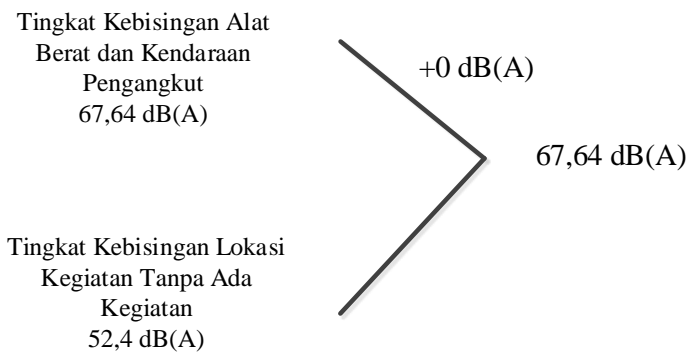 Tingkat Kebisingan Alat
Berat dan Kendaraan
Pengangkut
67,64 dB(A)
+0 dB(A)
67,64 dB(A)
Tingkat Kebisingan Lokasi
Kegiatan Tanpa Ada
Kegiatan
52,4 dB(A)